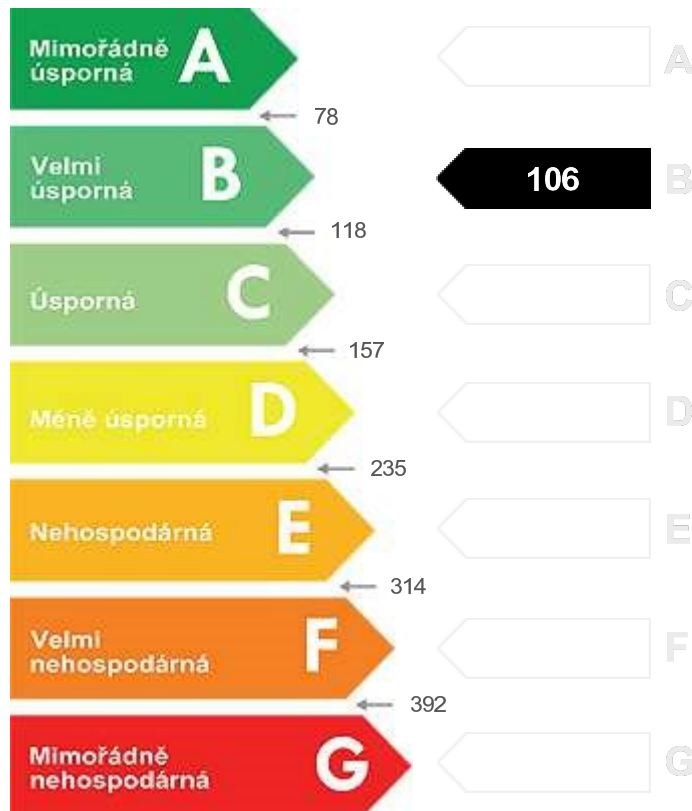 Mimořádně
úsporná
A
A
78
Velmi
úsporná
B
106
B
118
Úsporná
C
C
157
Méně úsporná
D
D
235
Nehospodárná
E
E
314
Velmi
nehospodárná
F
F
392
Mimořádně
nehospodárná
G
G